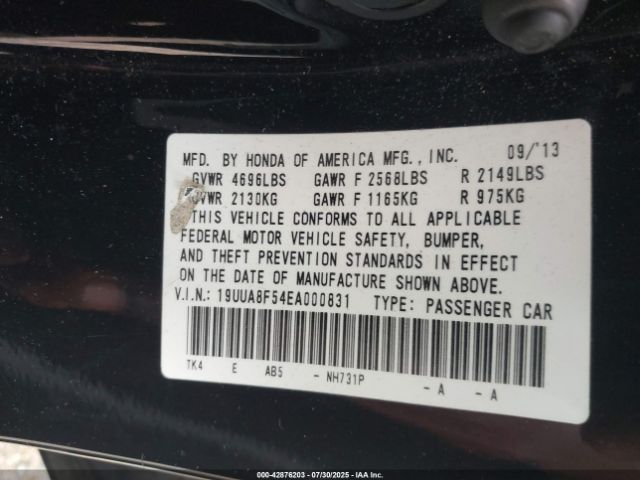 MFD. BY HONDA OF AMERICA MFG., INC. 09/'13
GVWR 4696LBS GAWR F 2568LBS R 2149LBS
GVWR 2130KG GAWR F 1165KG R 975KG
THIS VEHICLE CONFORMS TO ALL APPLICABLE
FEDERAL MOTOR VEHICLE SAFETY, BUMPER,
AND THEFT PREVENTION STANDARDS IN EFFECT
ON THE DATE OF MANUFACTURE SHOWN ABOVE.
V.I.N.: 19UUA8F54EA000831 TYPE: PASSENGER CAR
TK4 E AB5 - NH731P - A - A
000-42876203 - 07/30/2025 - IAA Inc.